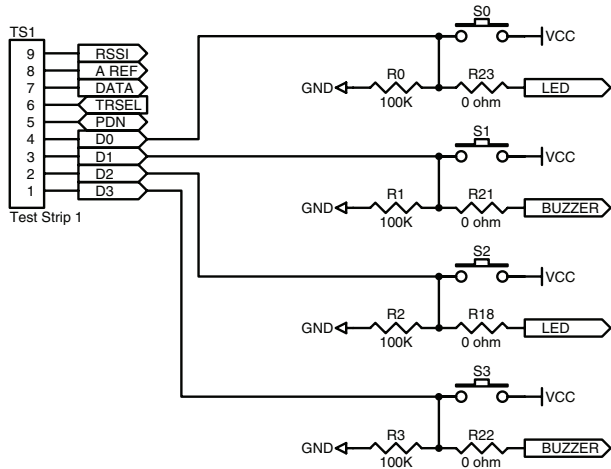 TS1
9 RSSI
8 A REF
7 DATA
6 TRSEL
5 PDN
4 D0
3 D1
2 D2
1 D3
Test Strip 1
S0
VCC
GND R0 R23 LED
100K 0 ohm
S1
VCC
GND R1 R21 BUZZER
100K 0 ohm
S2
VCC
GND R2 R18 LED
100K 0 ohm
S3
VCC
GND R3 R22 BUZZER
100K 0 ohm